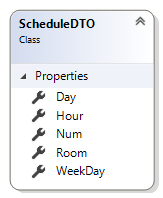 ScheduleDTO
Class
Properties
Day
Hour
Num
Room
WeekDay